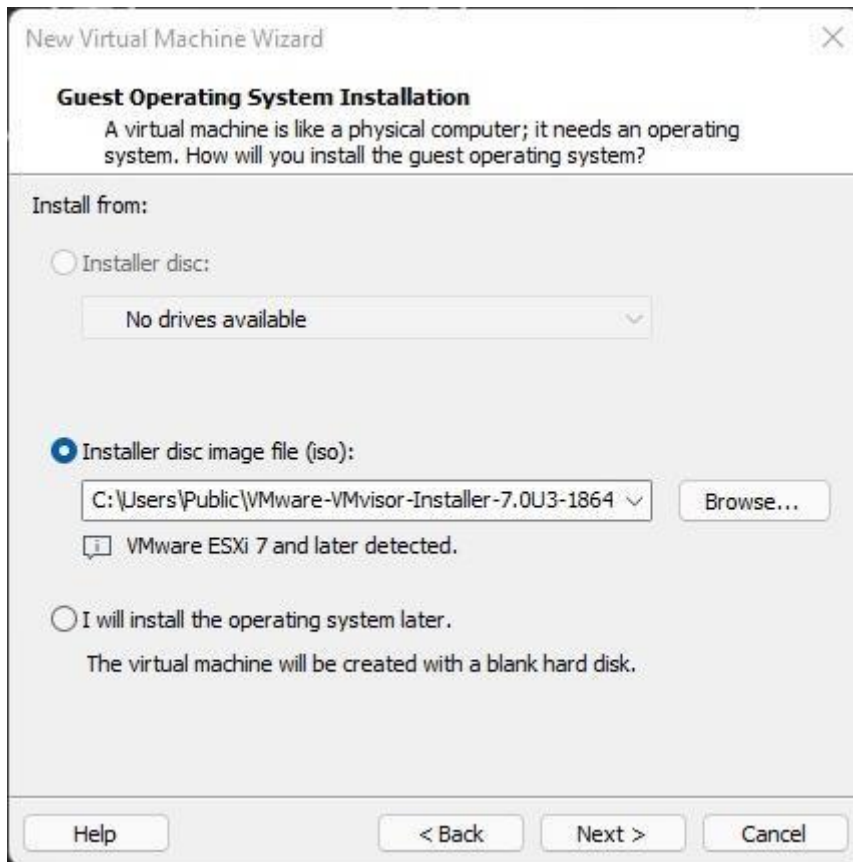 New Virtual Machine Wizard
Guest Operating System Installation
A virtual machine is like a physical computer; it needs an operating
system. How will you install the guest operating system?
Install from:
Installer disc:
No drives available
Installer disc image file (iso):
C:\Users\Public\VMware-VMvisor-Installer-7.0U3-1864
Browse...
VMware ESXi 7 and later detected.
I will install the operating system later.
The virtual machine will be created with a blank hard disk.
Help
< Back
Next >
Cancel